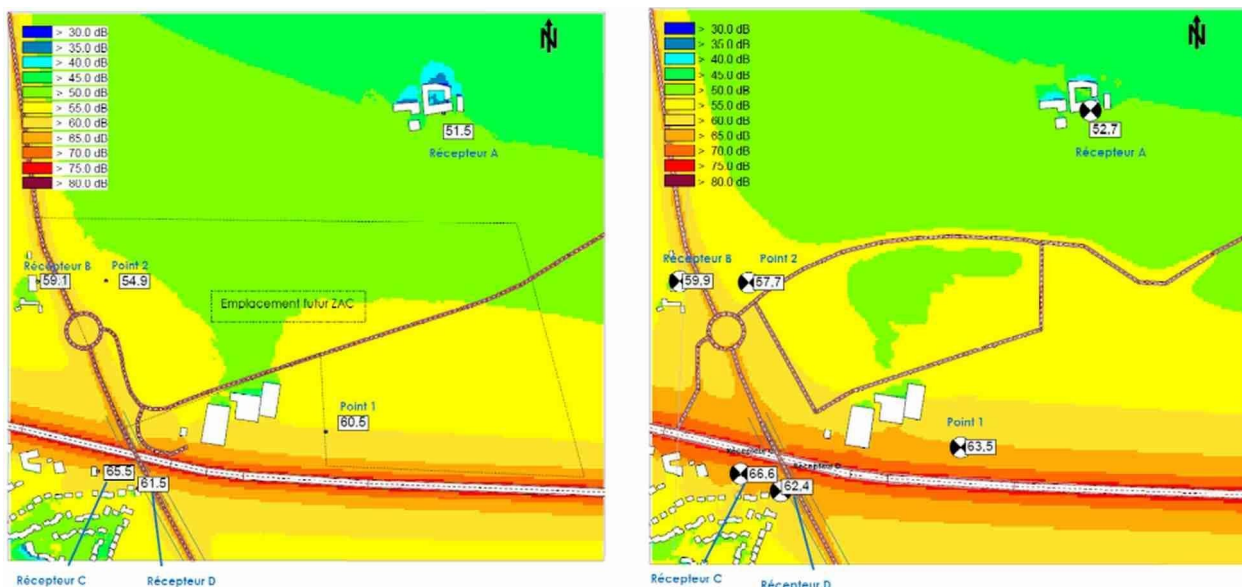 > 30.0 dB
> 35.0 dB
> 40.0 dB
> 45.0 dB
> 50.0 dB
> 55.0 dB
> 60.0 dB
> 65.0 dB
> 70.0 dB
> 75.0 dB
> 80.0 dB
N
51.5
Récepteur A
Récepteur B
Point 2
59.1
54.9
Emplacement futur ZAC
Point 1
60.5
65.5
61.5
Récepteur C
Récepteur D
> 30.0 dB
> 35.0 dB
> 40.0 dB
> 45.0 dB
> 50.0 dB
> 55.0 dB
> 60.0 dB
> 65.0 dB
> 70.0 dB
> 75.0 dB
> 80.0 dB
N
52.7
Récepteur A
Récepteur B
Point 2
59.9
57.7
Point 1
63,5
Récepteur C
Récepteur D
66.6
62.4
Récepteur C
Récepteur D